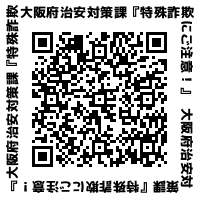 大阪府治安対策課『特殊詐欺
にご注意！』　大阪府治安対
策課『特殊詐欺にご注意！
』大阪府治安対策課『特殊詐欺